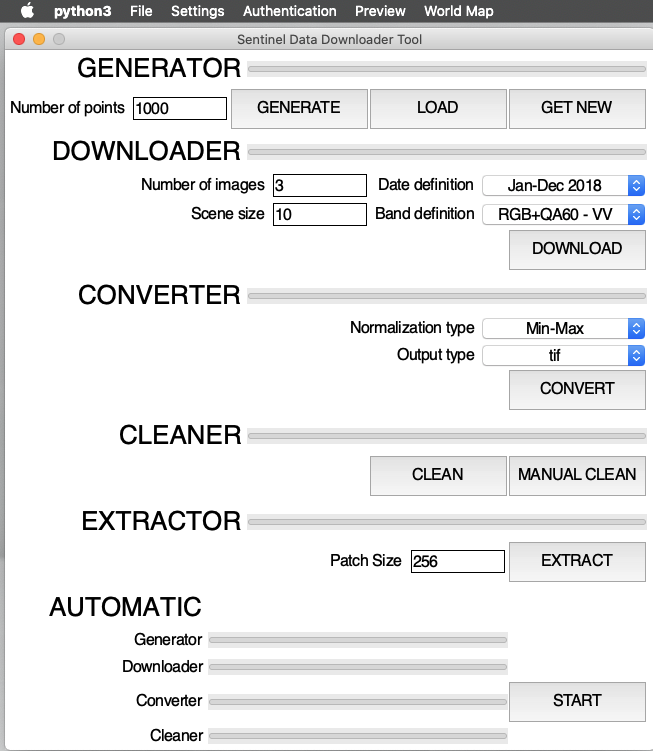 python3 File Settings Authentication Preview World Map
Sentinel Data Downloader Tool
GENERATOR
Number of points 1000 GENERATE LOAD GET NEW
DOWNLOADER
Number of images 3 Date definition Jan-Dec 2018
Scene size 10 Band definition RGB+QA60 - VV
DOWNLOAD
CONVERTER
Normalization type Min-Max
Output type tif
CONVERT
CLEANER
CLEAN MANUAL CLEAN
EXTRACTOR
Patch Size 256 EXTRACT
AUTOMATIC
Generator
Downloader
Converter START
Cleaner